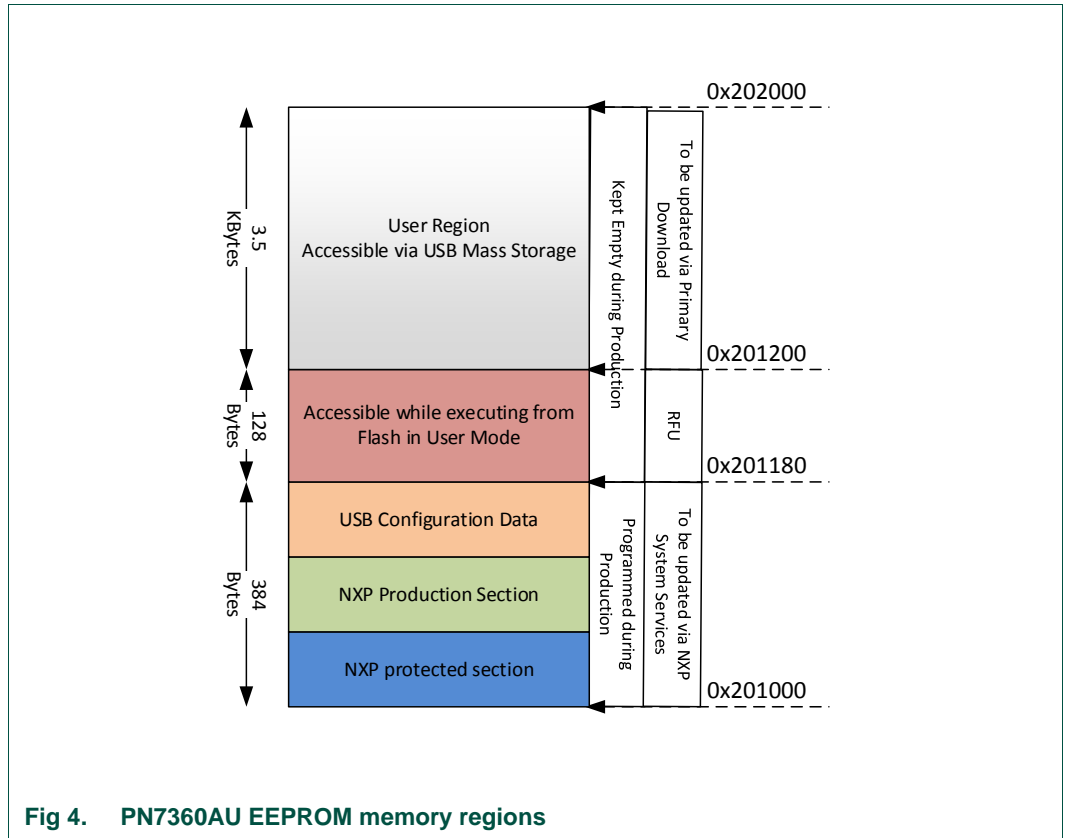 0x202000
3.5
KBytes
User Region
Accessible via USB Mass Storage
Kept Empty during Production
To be updated via Primary
Download
0x201200
128
Bytes
Accessible while executing from
Flash in User Mode
RFU
0x201180
384
Bytes
USB Configuration Data
NXP Production Section
NXP protected section
Programmed during
Production
To be updated via NXP
System Services
0x201000
Fig 4. PN7360AU EEPROM memory regions